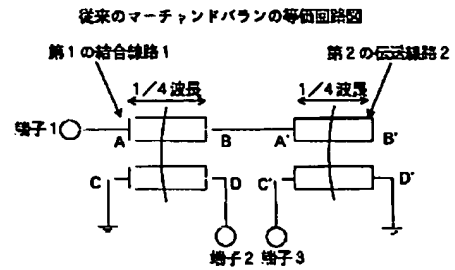 従来のマーチャンドバランの等価回路図
第1の結合線路1
第2の伝送線路2
1/4波長
1/4波長
端子1
A
B
A'
B'
C
D
C'
D'
端子2
端子3